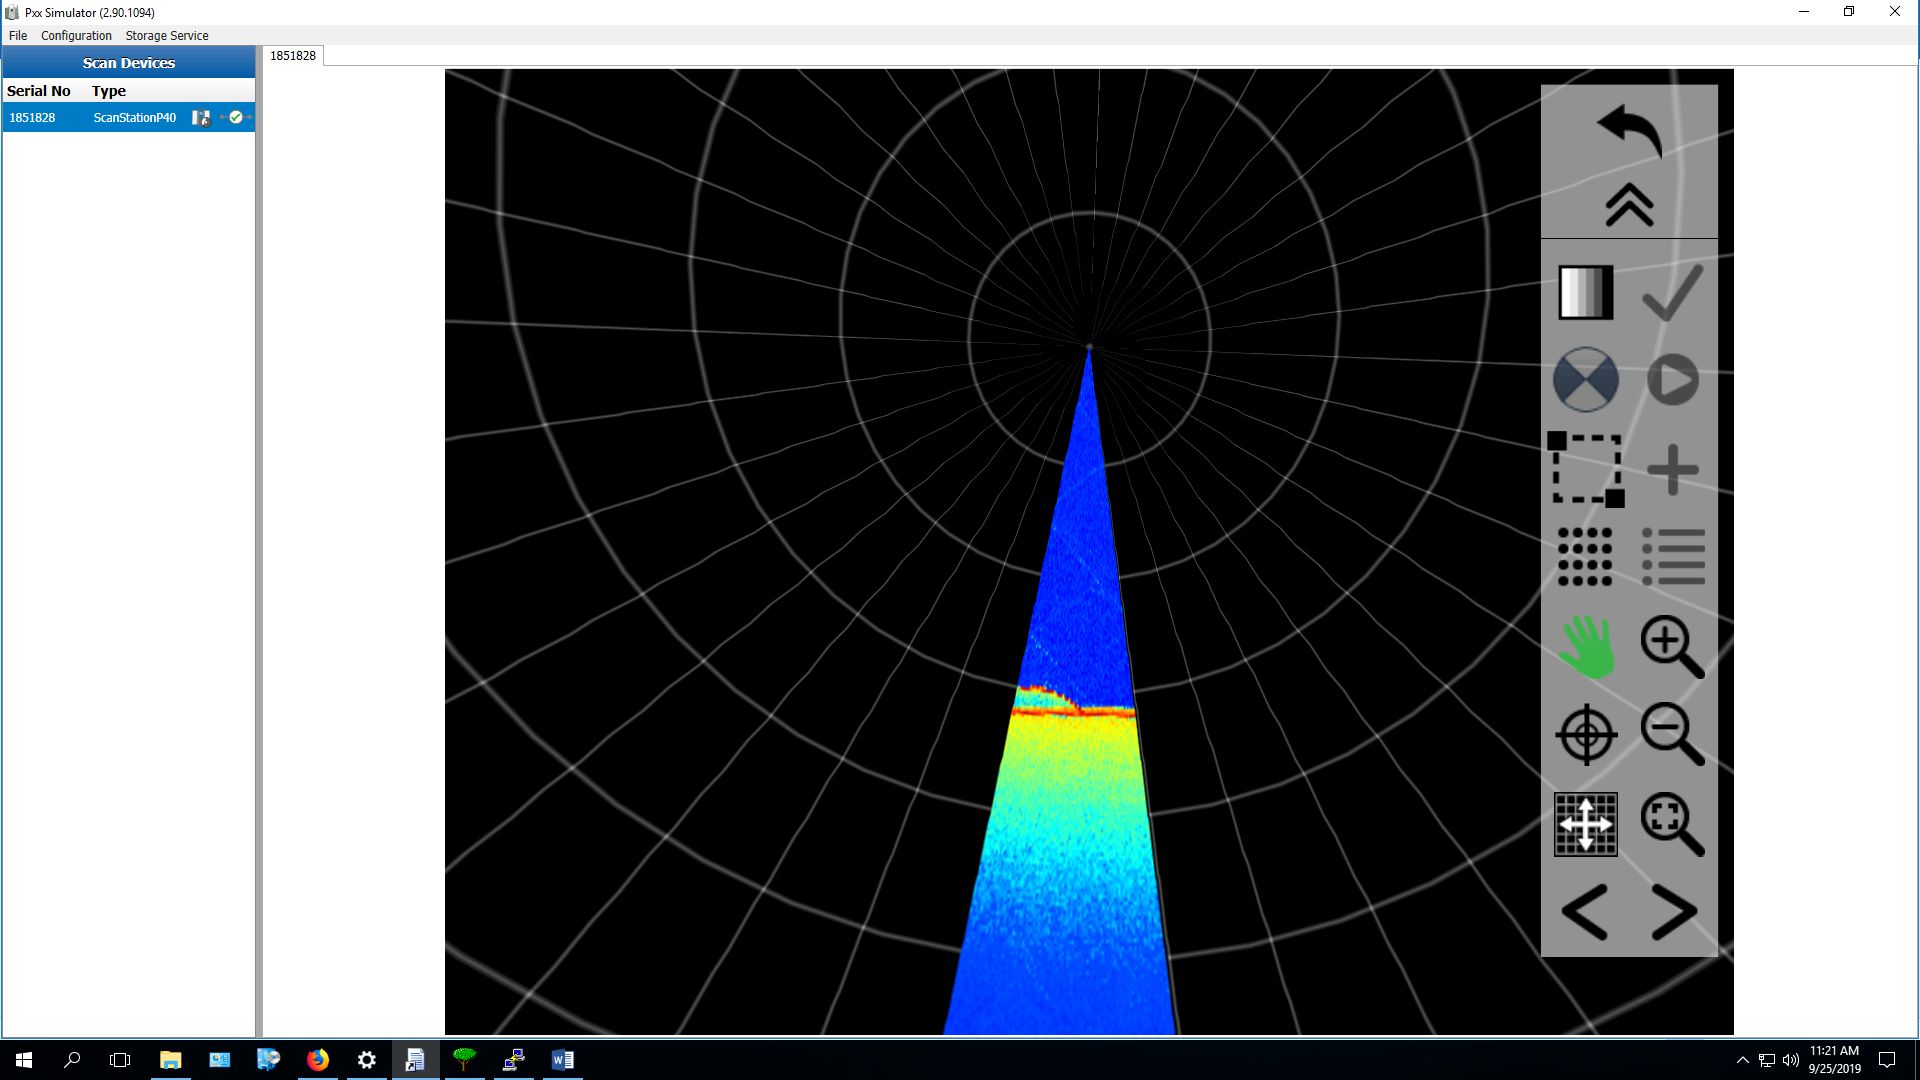 Pxx Simulator (2.90.1094)
File Configuration Storage Service
Scan Devices
1851828
Serial No Type
1851828 ScanStationP40
11:21 AM
9/25/2019